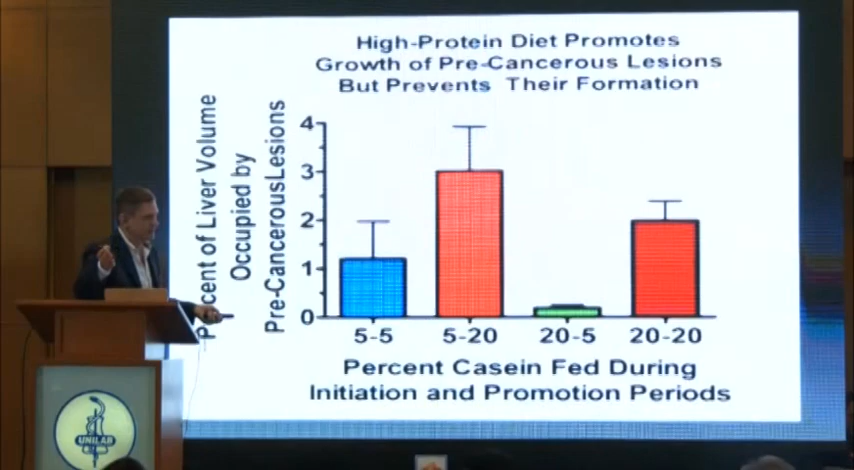 High-Protein Diet Promotes
Growth of Pre-Cancerous Lesions
But Prevents Their Formation
Percent of Liver Volume
Occupied by
Pre-CancerousLesions
4
3
2
1
0
5-5 5-20 20-5 20-20
Percent Casein Fed During
Initiation and Promotion Periods
UNILAB